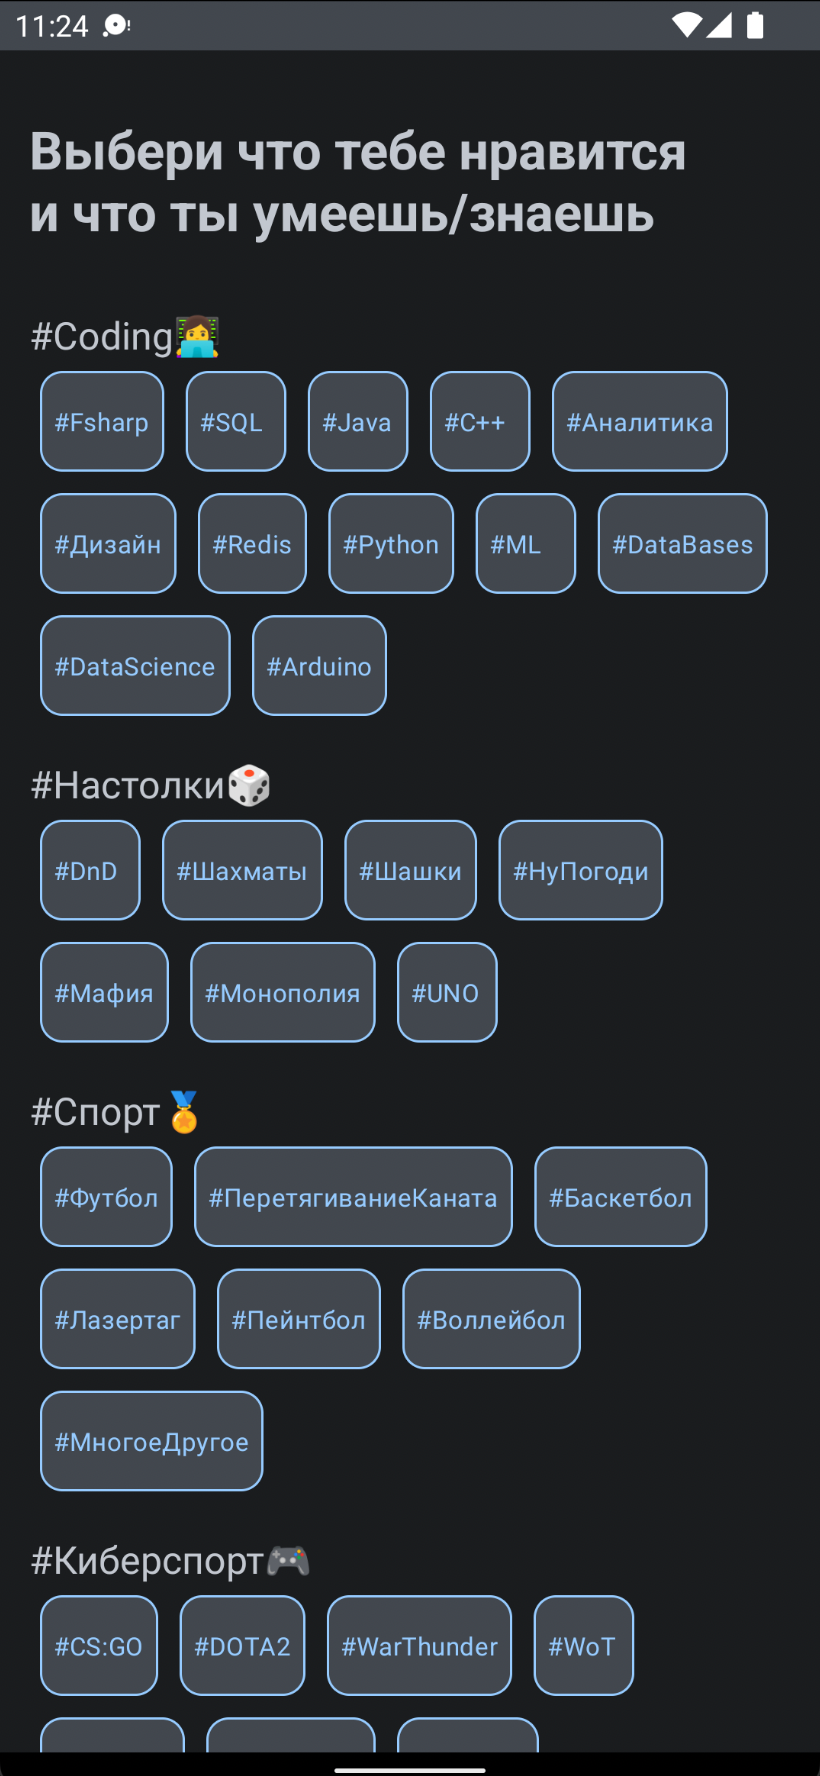 11:24
Выбери что тебе нравится
и что ты умеешь/знаешь
#Coding👩‍💻
#Fsharp #SQL #Java #C++ #Аналитика
#Дизайн #Redis #Python #ML #DataBases
#DataScience #Arduino
#Настолки🎲
#DnD #Шахматы #Шашки #НуПогоди
#Мафия #Монополия #UNO
#Спорт🏅
#Футбол #ПеретягиваниеКаната #Баскетбол
#Лазертаг #Пейнтбол #Воллейбол
#МногоеДругое
#Киберспорт🎮
#CS:GO #DOTA2 #WarThunder #WoT